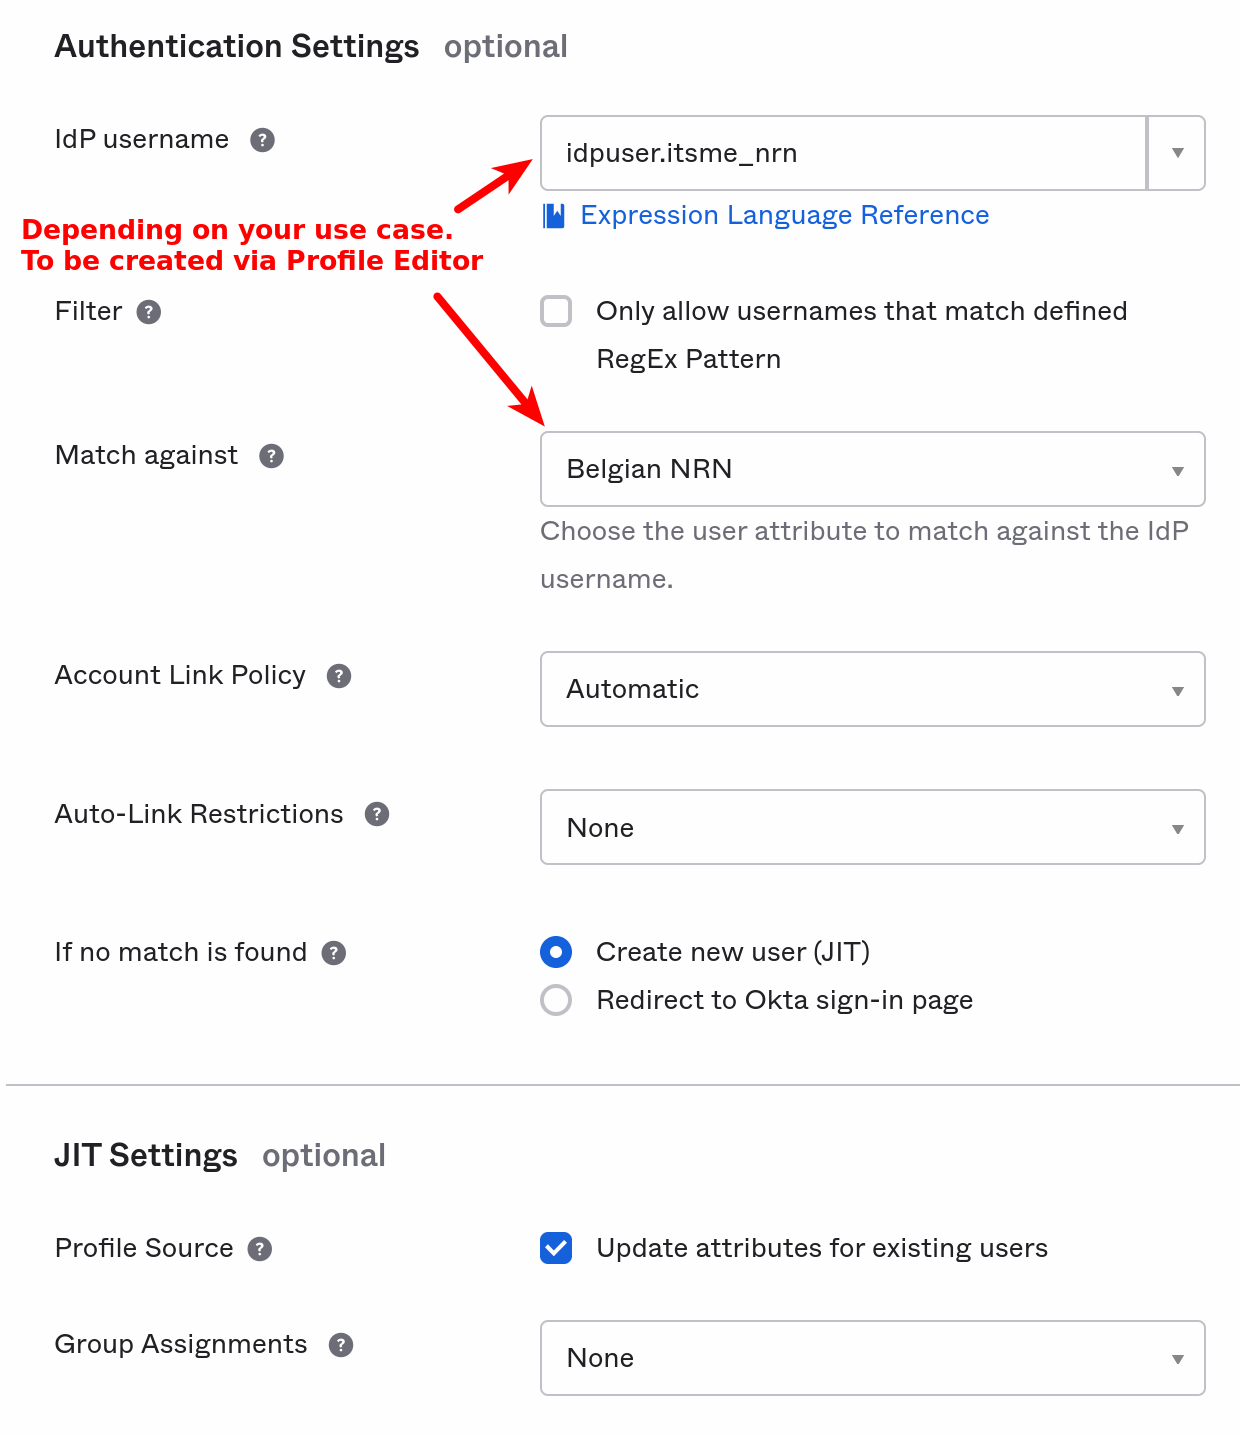 Authentication Settings optional
IdP username ? idpuser.itsme_nrn
Expression Language Reference
Depending on your use case.
To be created via Profile Editor
Filter ? Only allow usernames that match defined
RegEx Pattern
Match against ? Belgian NRN
Choose the user attribute to match against the IdP
username.
Account Link Policy ? Automatic
Auto-Link Restrictions ? None
If no match is found ? Create new user (JIT)
Redirect to Okta sign-in page
JIT Settings optional
Profile Source ? Update attributes for existing users
Group Assignments ? None